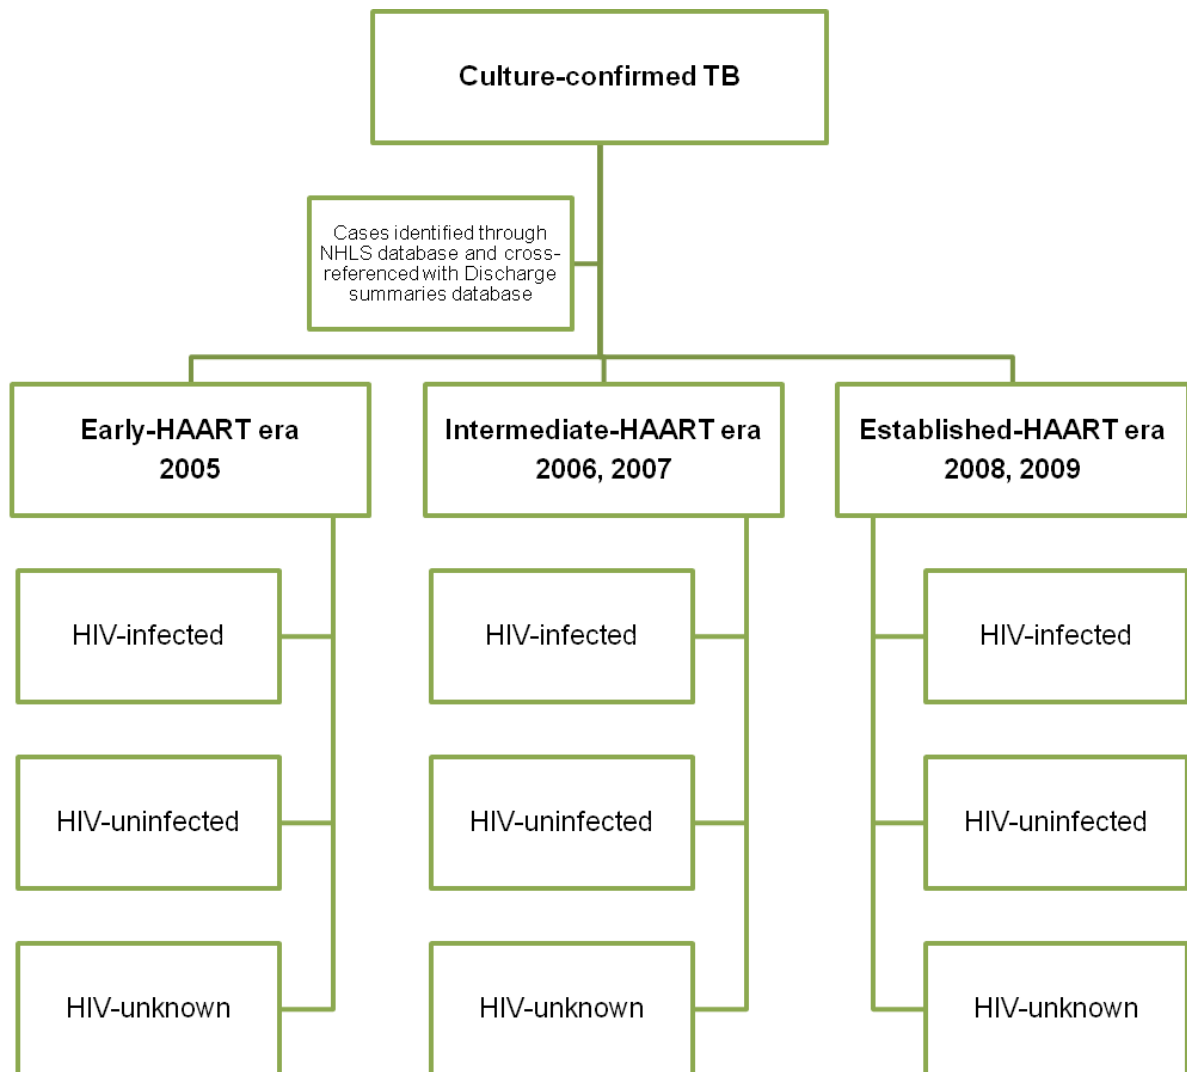 Culture-confirmed TB
Cases identified through
NHLS database and cross-
referenced with Discharge
summaries database
Early-HAART era
2005
Intermediate-HAART era
2006, 2007
Established-HAART era
2008, 2009
HIV-infected
HIV-infected
HIV-infected
HIV-uninfected
HIV-uninfected
HIV-uninfected
HIV-unknown
HIV-unknown
HIV-unknown